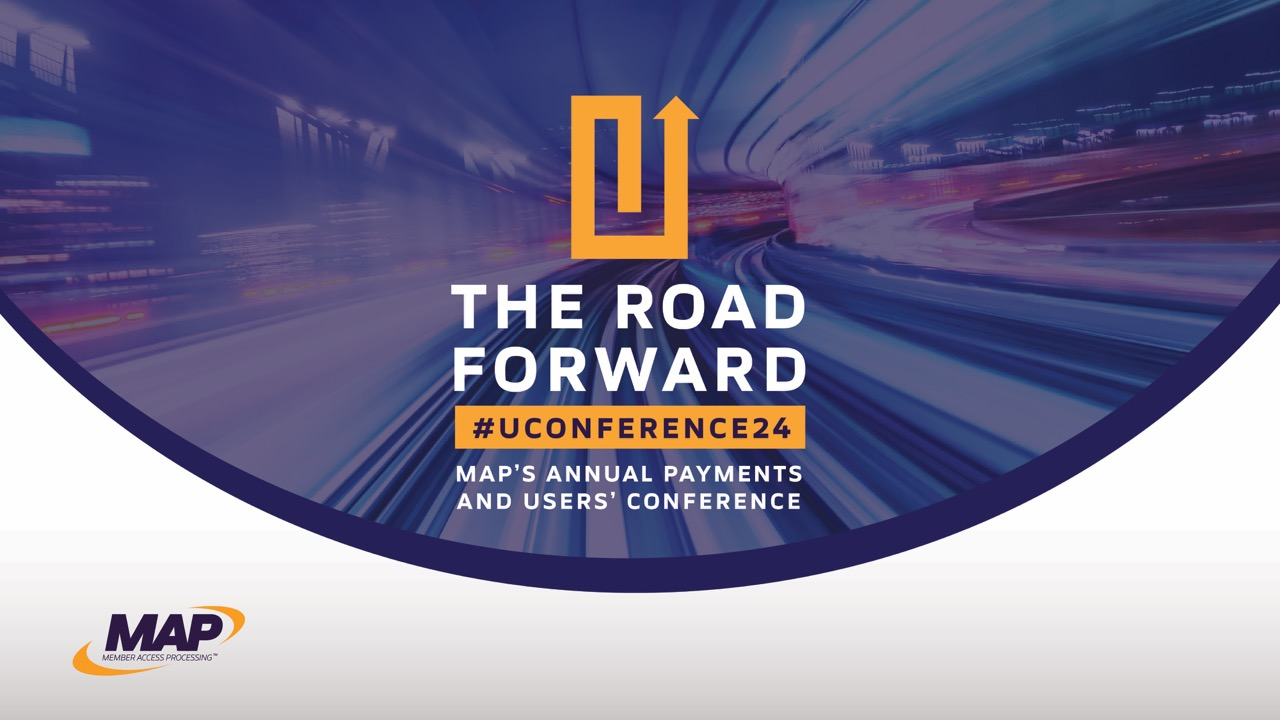 THE ROAD
FORWARD
#UCONFERENCE24
MAP’S ANNUAL PAYMENTS
AND USERS’ CONFERENCE
MAP
MEMBER ACCESS PROCESSING™